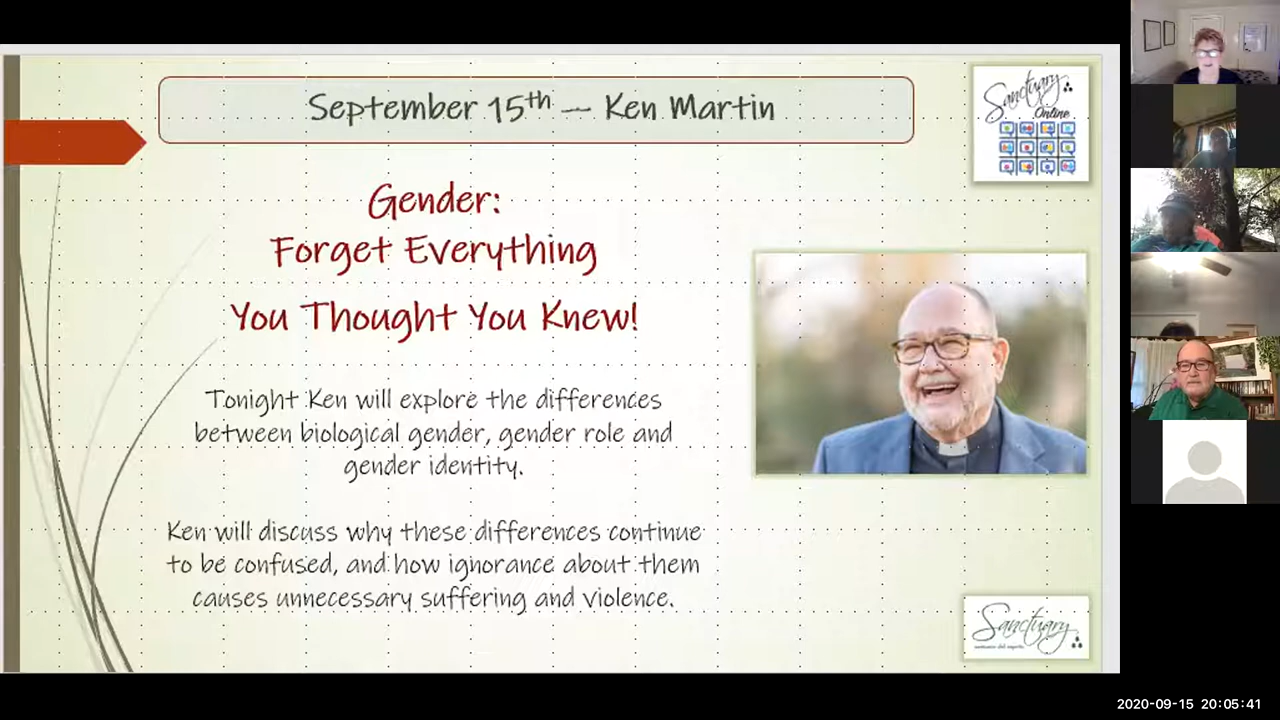 September 15th — Ken Martin
Sanctuary
Online
Gender:
Forget Everything
You Thought You Knew!
Tonight Ken will explore the differences
between biological gender, gender role and
gender identity.
Ken will discuss why these differences continue
to be confused, and how ignorance about them
causes unnecessary suffering and violence.
Sanctuary
2020-09-15 20:05:41